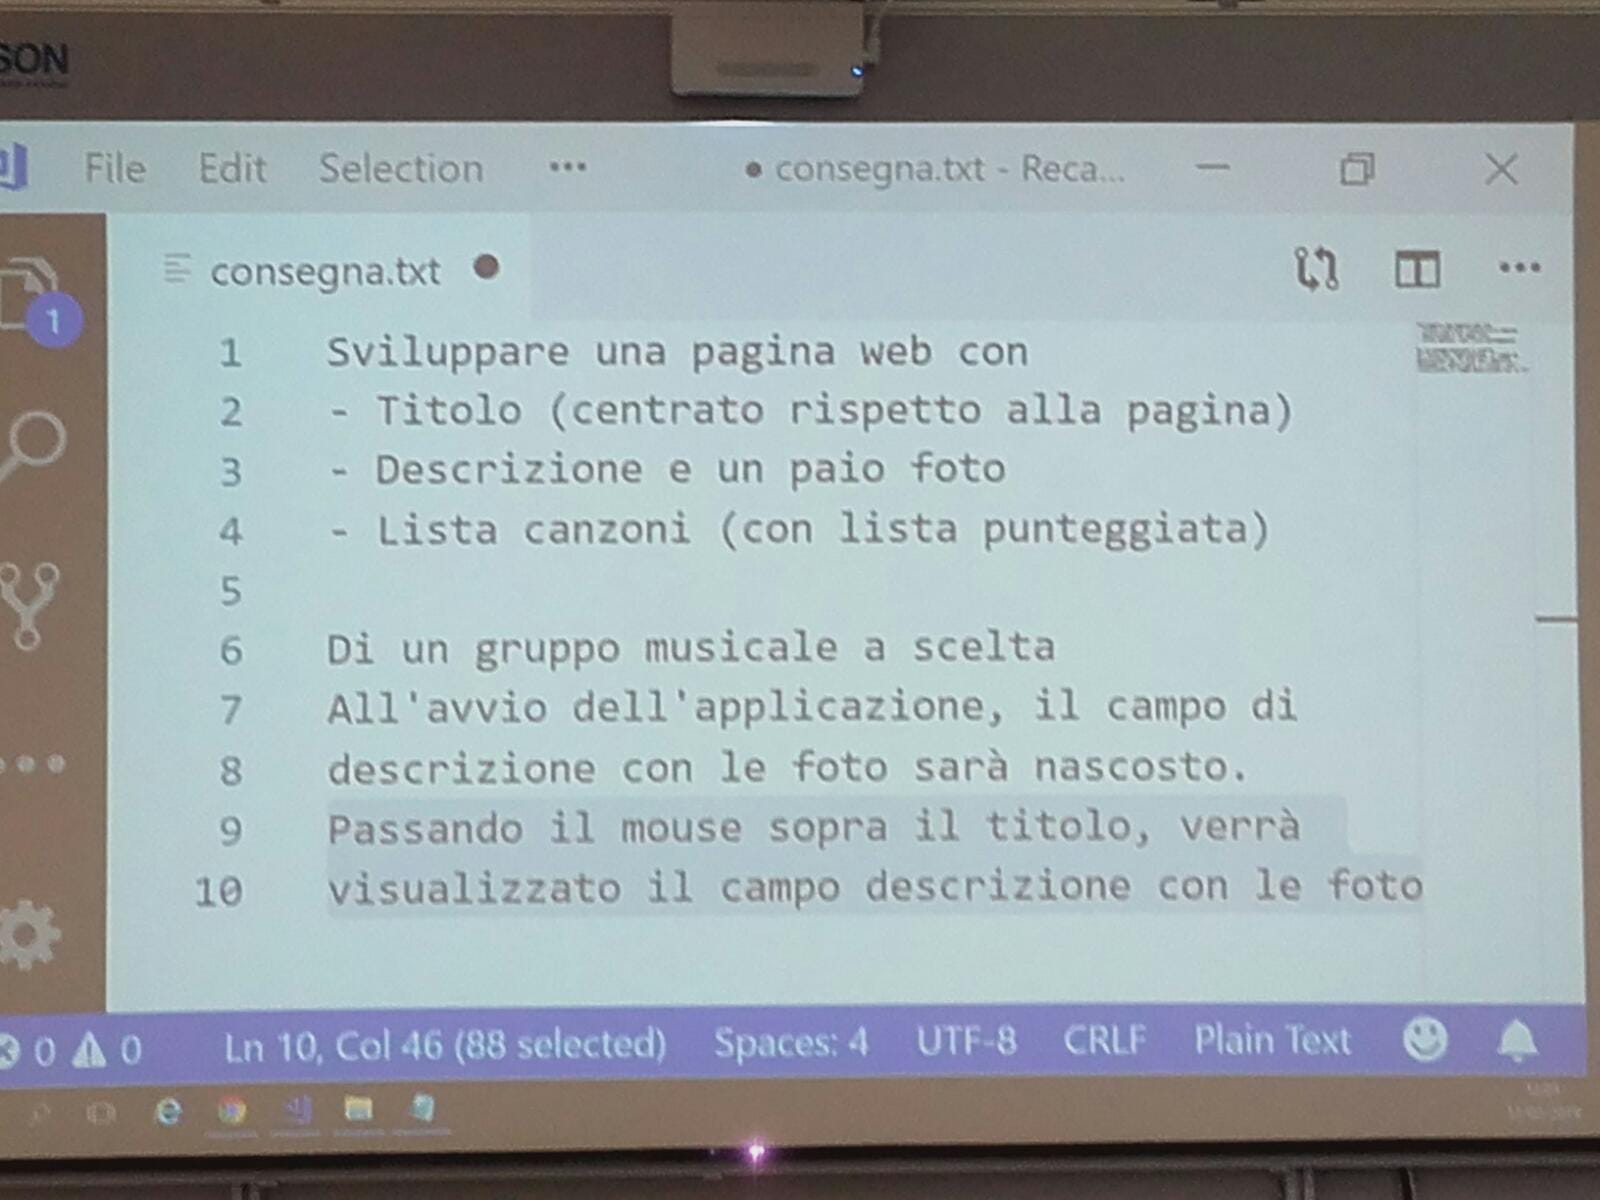 SON
File Edit Selection ··· ● consegna.txt - Reca...
consegna.txt ●
1
1 Sviluppare una pagina web con
2 - Titolo (centrato rispetto alla pagina)
3 - Descrizione e un paio foto
4 - Lista canzoni (con lista punteggiata)
5
6 Di un gruppo musicale a scelta
7 All'avvio dell'applicazione, il campo di
8 descrizione con le foto sarà nascosto.
9 Passando il mouse sopra il titolo, verrà
10 visualizzato il campo descrizione con le foto
0 0 Ln 10, Col 46 (88 selected) Spaces: 4 UTF-8 CRLF Plain Text